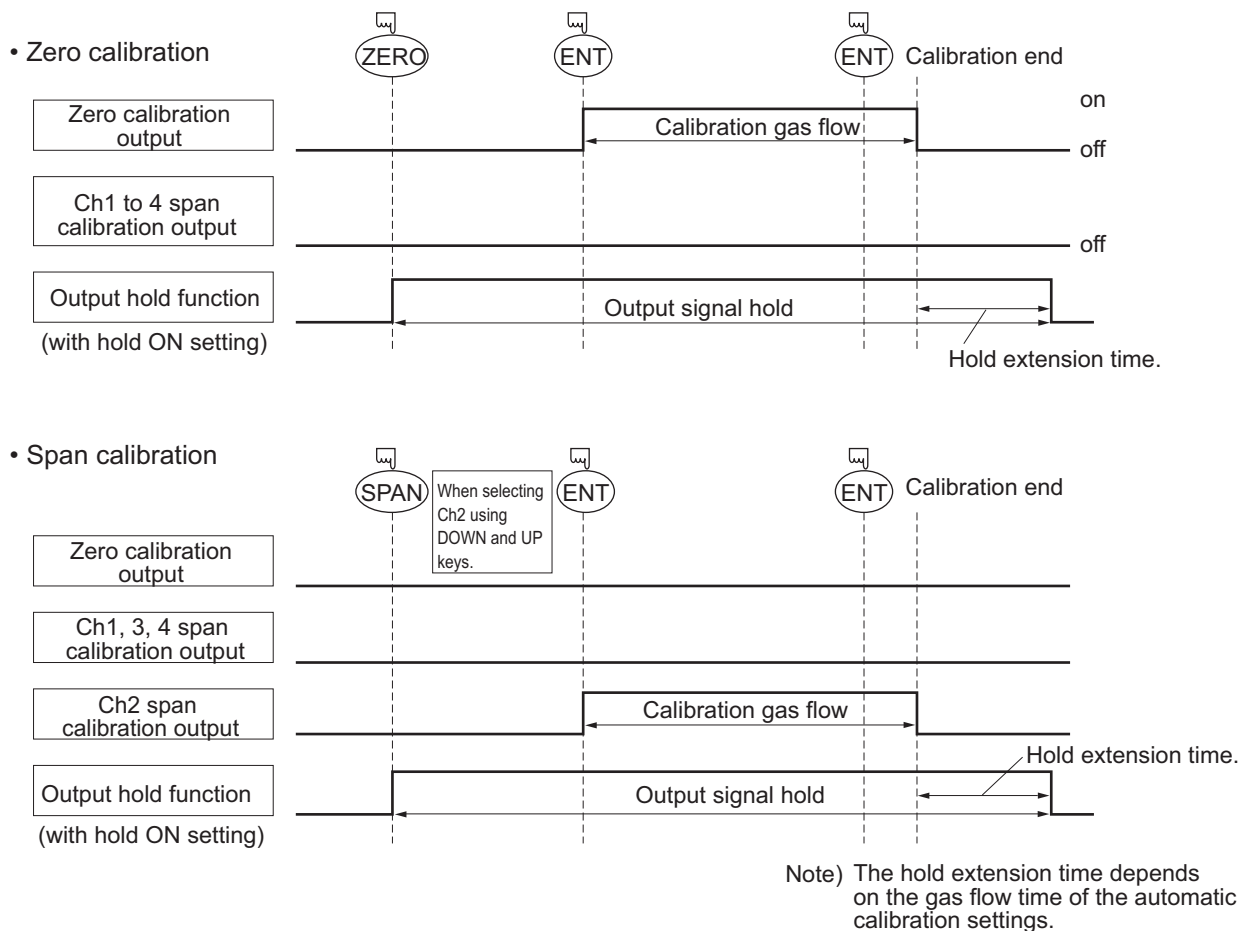 • Zero calibration
ZERO
ENT
ENT
Calibration end
Zero calibration
output
Calibration gas flow
on
off
Ch1 to 4 span
calibration output
off
Output hold function
(with hold ON setting)
Output signal hold
Hold extension time.
• Span calibration
SPAN
When selecting
Ch2 using
DOWN and UP
keys.
ENT
ENT
Calibration end
Zero calibration
output
Ch1, 3, 4 span
calibration output
Ch2 span
calibration output
Calibration gas flow
Hold extension time.
Output hold function
(with hold ON setting)
Output signal hold
Note) The hold extension time depends
on the gas flow time of the automatic
calibration settings.